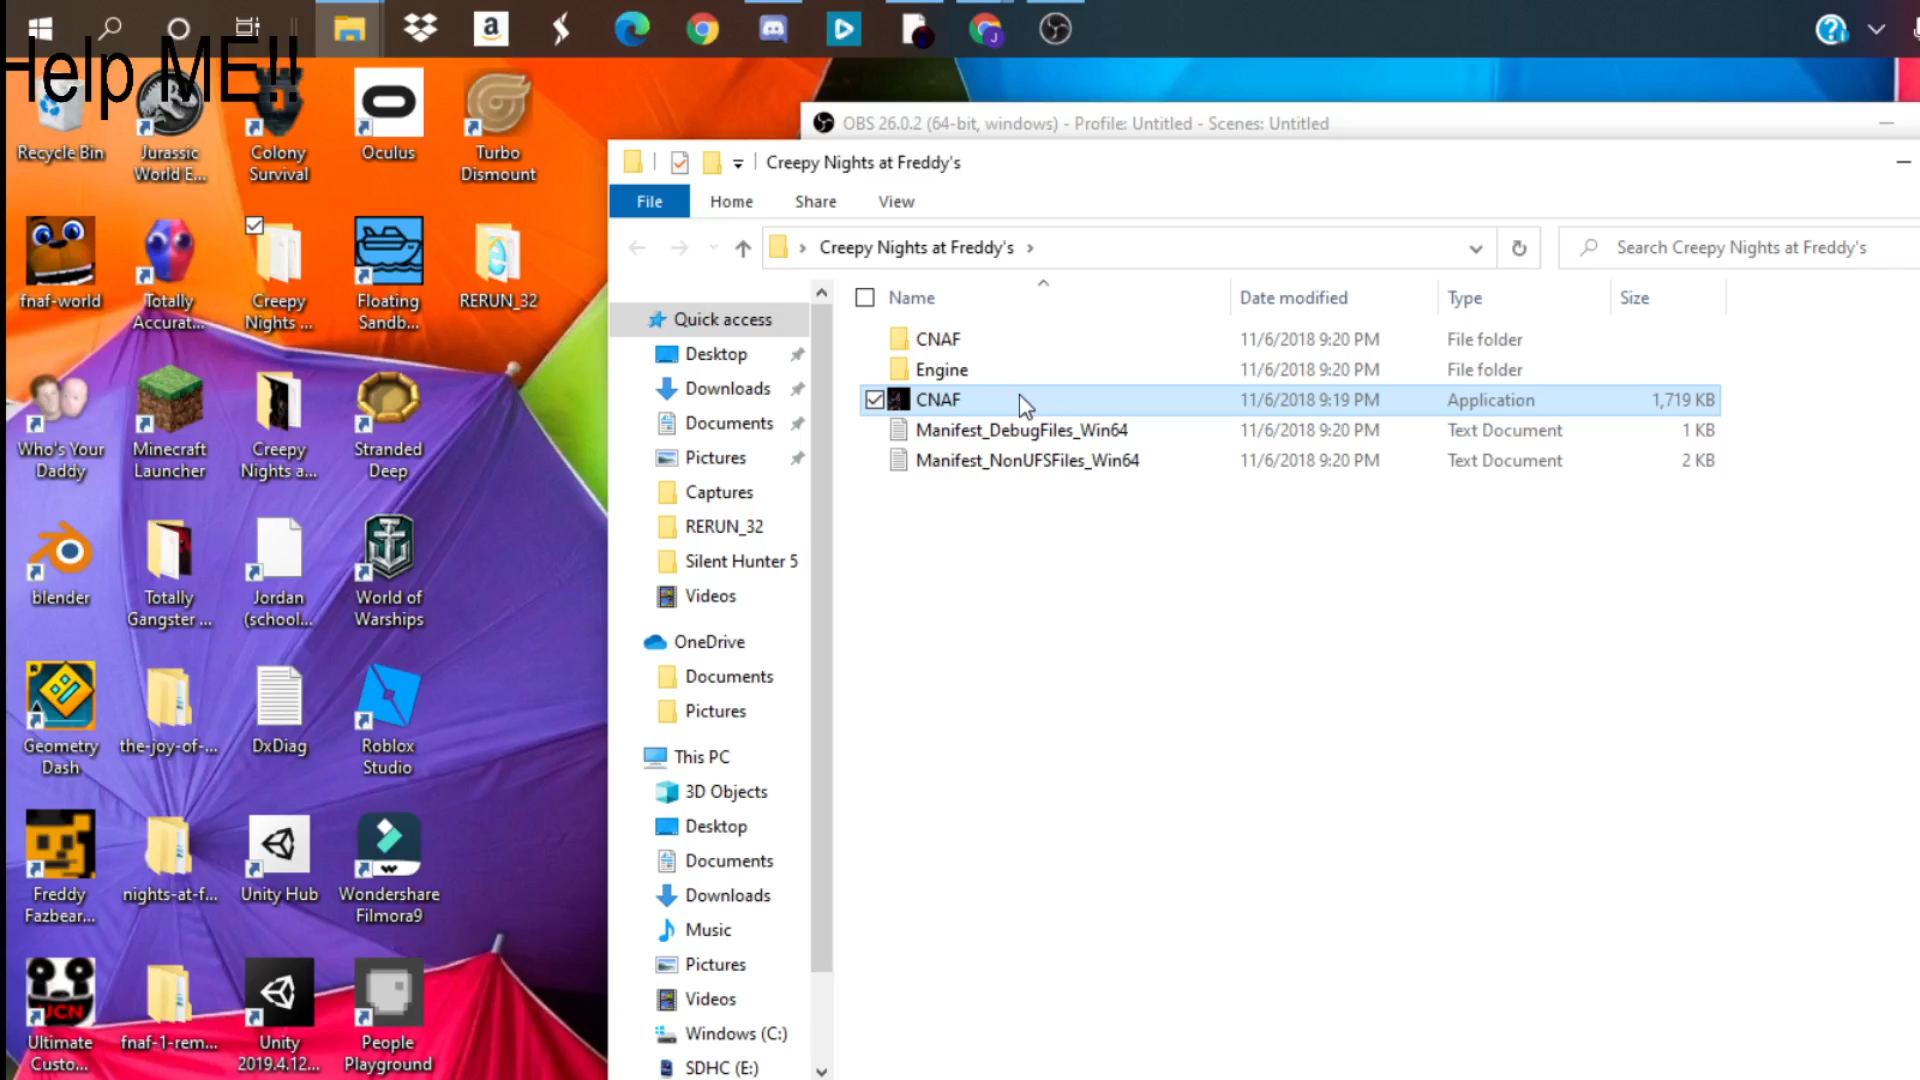 Help ME!!
OBS 26.0.2 (64-bit, windows) - Profile: Untitled - Scenes: Untitled
Creepy Nights at Freddy's
File Home Share View
Creepy Nights at Freddy's
Search Creepy Nights at Freddy's
Name Date modified Type Size
CNAF 11/6/2018 9:20 PM File folder
Engine 11/6/2018 9:20 PM File folder
CNAF 11/6/2018 9:19 PM Application 1,719 KB
Manifest_DebugFiles_Win64 11/6/2018 9:20 PM Text Document 1 KB
Manifest_NonUFSFiles_Win64 11/6/2018 9:20 PM Text Document 2 KB
Quick access
Desktop
Downloads
Documents
Pictures
Captures
RERUN_32
Silent Hunter 5
Videos
OneDrive
Documents
Pictures
This PC
3D Objects
Desktop
Documents
Downloads
Music
Pictures
Videos
Windows (C:)
SDHC (E:)
Recycle Bin
Jurassic
World E...
Colony
Survival
Oculus
Turbo
Dismount
fnaf-world
Totally
Accurat...
Creepy
Nights ...
Floating
Sandb...
RERUN_32
Who's Your
Daddy
Minecraft
Launcher
Creepy
Nights a...
Stranded
Deep
blender
Totally
Gangster ...
Jordan
(school...
World of
Warships
Geometry
Dash
the-joy-of-...
DxDiag
Roblox
Studio
Freddy
Fazbear...
nights-at-f...
Unity Hub
Wondershare
Filmora9
UCN
Ultimate
Custo...
fnaf-1-rem...
Unity
2019.4.12...
People
Playground